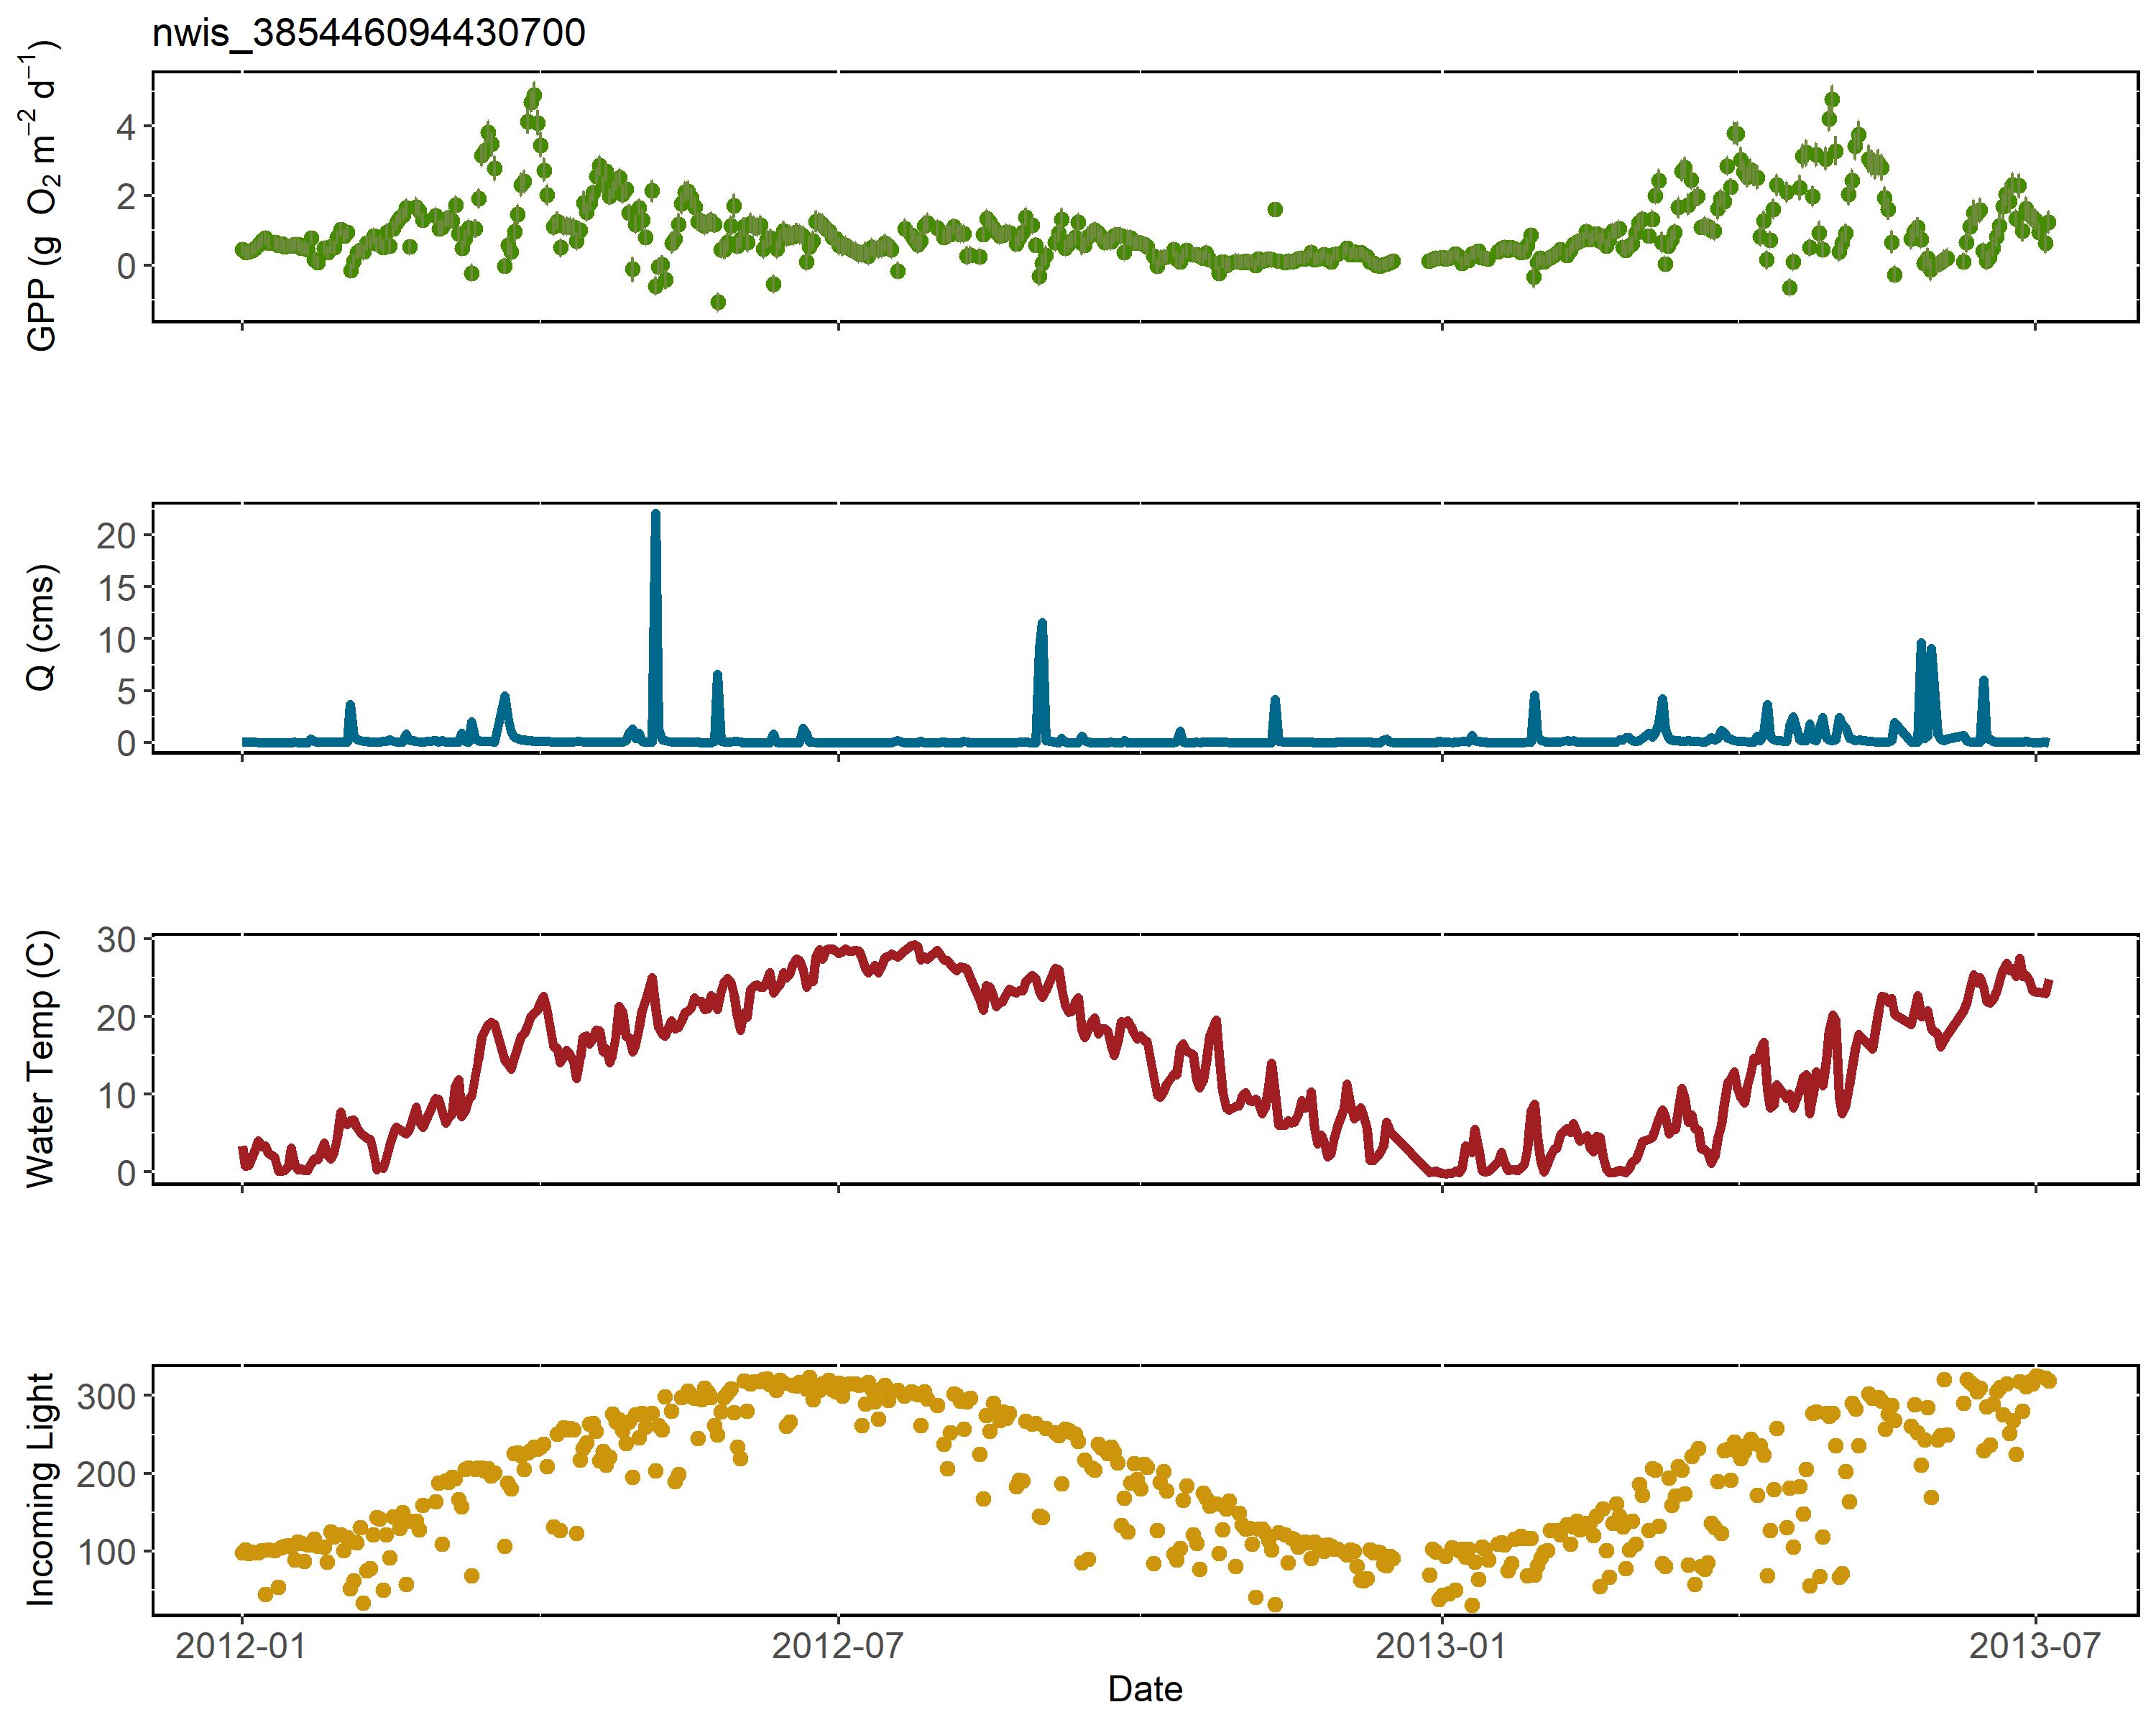 nwis_385446094430700
GPP (g O₂ m⁻² d⁻¹)
4
2
0
Q (cms)
20
15
10
5
0
Water Temp (C)
30
20
10
0
Incoming Light
300
200
100
2012-01 2012-07 2013-01 2013-07
Date